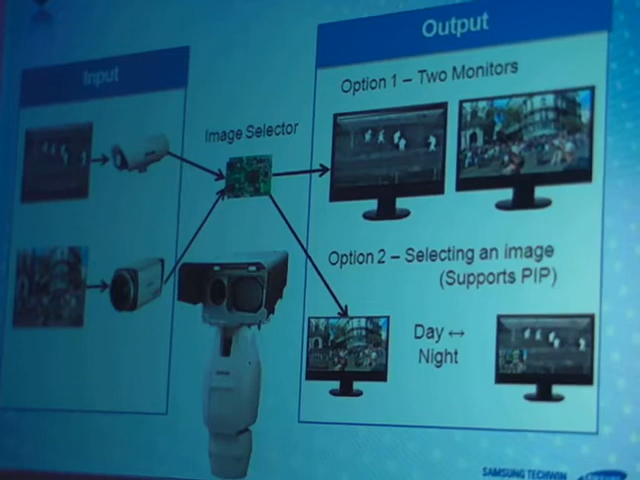 Input
Image Selector
Output
Option 1 – Two Monitors
Option 2 – Selecting an image
(Supports PIP)
Day ↔
Night
SAMSUNG TECHWIN